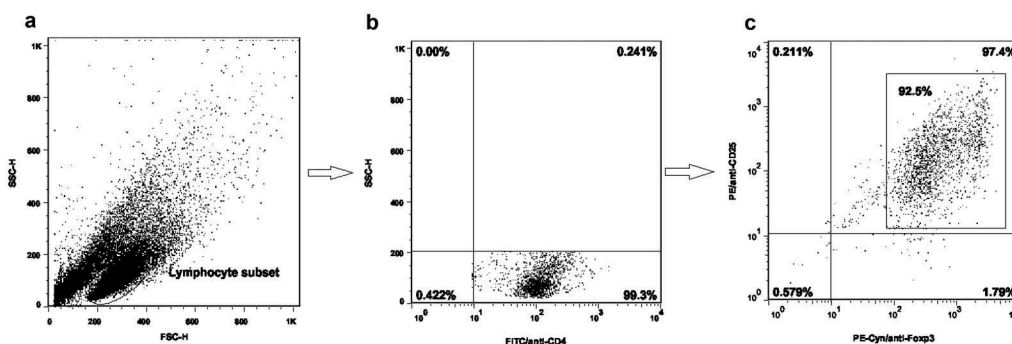 a
1K
800
600
400
200
0
0 200 400 600 800 1K
SSC-H
FSC-H
Lymphocyte subset
b
1K
800
600
400
200
0
10^0 10^1 10^2 10^3 10^4
SSC-H
FITC/anti-CD4
0.00% 0.241%
0.422% 99.3%
c
10^4
10^3
10^2
10^1
10^0
10^0 10^1 10^2 10^3
PE/anti-CD25
PE-Cyn/anti-Foxp3
0.211% 97.4%
92.5%
0.579% 1.79%